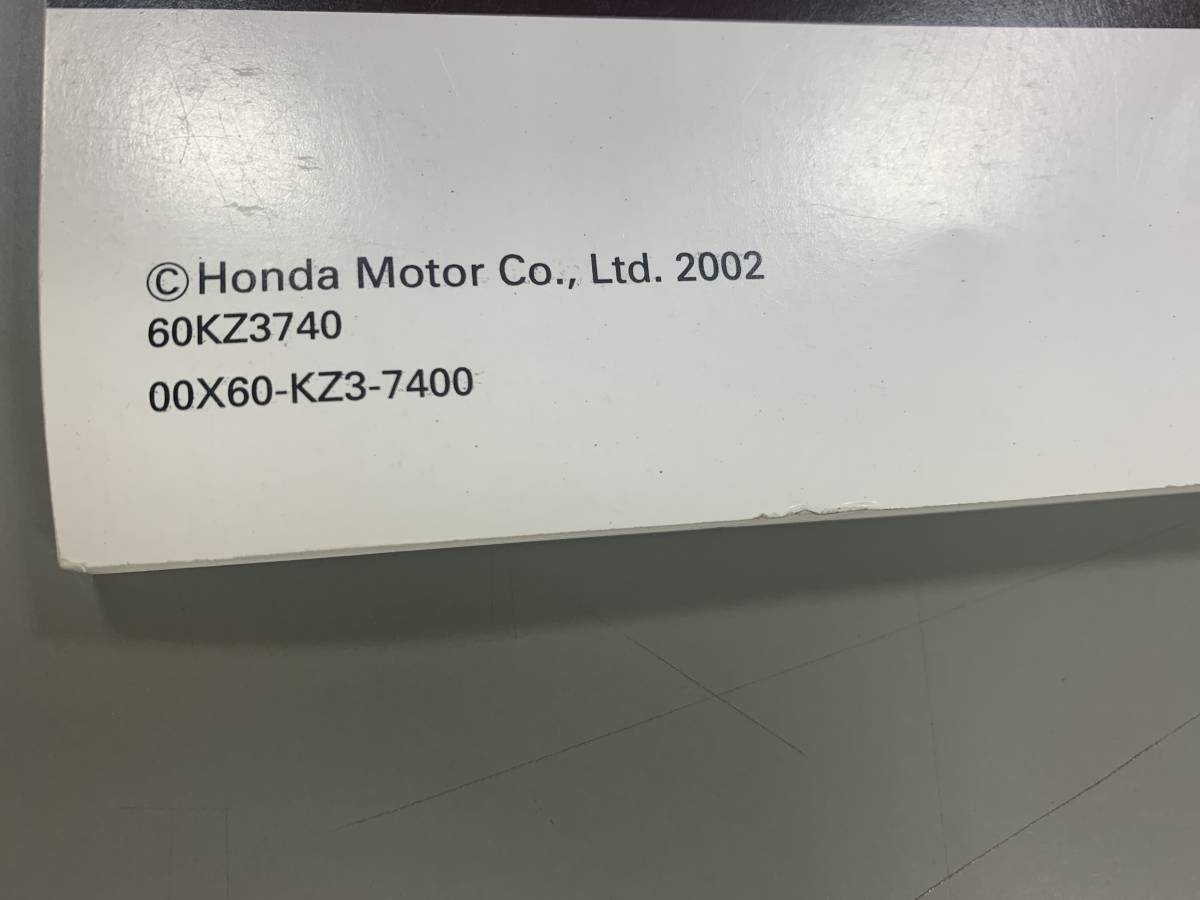 ©Honda Motor Co., Ltd. 2002
60KZ3740
00X60-KZ3-7400